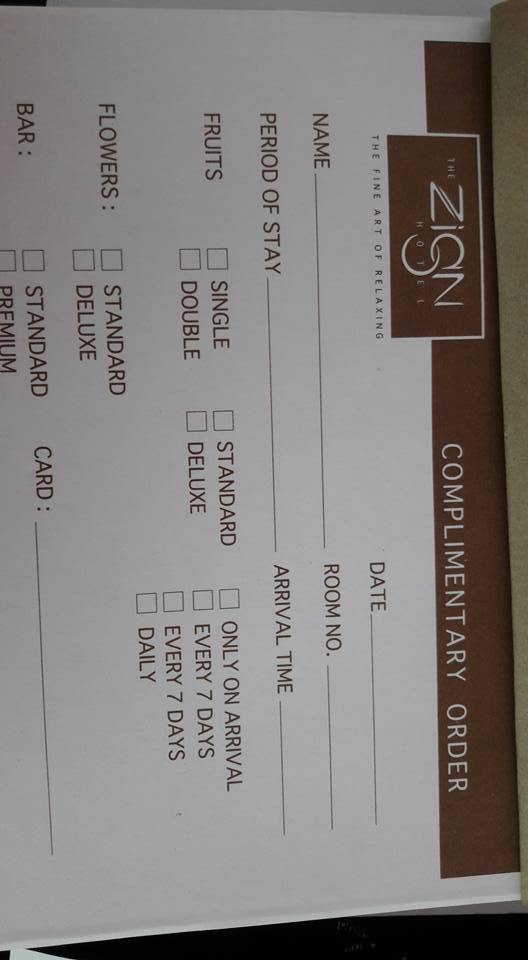 COMPLIMENTARY ORDER
THE
ZIGN
HOTEL
THE FINE ART OF RELAXING
DATE
NAME ROOM NO.
PERIOD OF STAY ARRIVAL TIME
FRUITS SINGLE STANDARD ONLY ON ARRIVAL
DOUBLE DELUXE EVERY 7 DAYS
EVERY 7 DAYS
DAILY
FLOWERS : STANDARD
DELUXE
BAR : STANDARD CARD :
PREMIUM